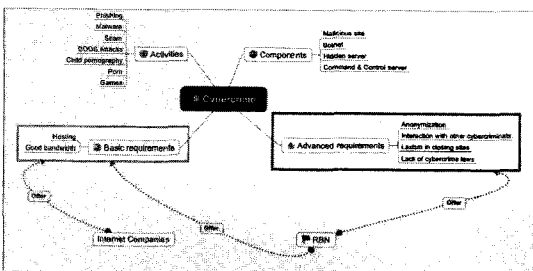 Phishing
Malware
Scam
DDOS Attacks
Child pornography
Porn
Games
Activities
Components
Malicious site
Botnet
Hidden server
Command & Control server
Cybercrime
Hosting
Good bandwidth
Basic requirements
Advanced requirements
Anonymization
Interaction with other cybercriminals
Laxism in closing sites
Lack of cybercrime laws
Offer
Offer
Offer
Internet Companies
RBN